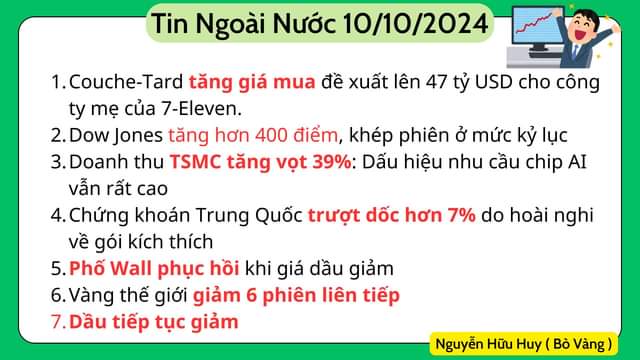 Tin Ngoài Nước 10/10/2024
1. Couche-Tard tăng giá mua đề xuất lên 47 tỷ USD cho công
ty mẹ của 7-Eleven.
2. Dow Jones tăng hơn 400 điểm, khép phiên ở mức kỷ lục
3. Doanh thu TSMC tăng vọt 39%: Dấu hiệu nhu cầu chip AI
vẫn rất cao
4. Chứng khoán Trung Quốc trượt dốc hơn 7% do hoài nghi
về gói kích thích
5. Phố Wall phục hồi khi giá dầu giảm
6. Vàng thế giới giảm 6 phiên liên tiếp
7. Dầu tiếp tục giảm
Nguyễn Hữu Huy ( Bò Vàng )